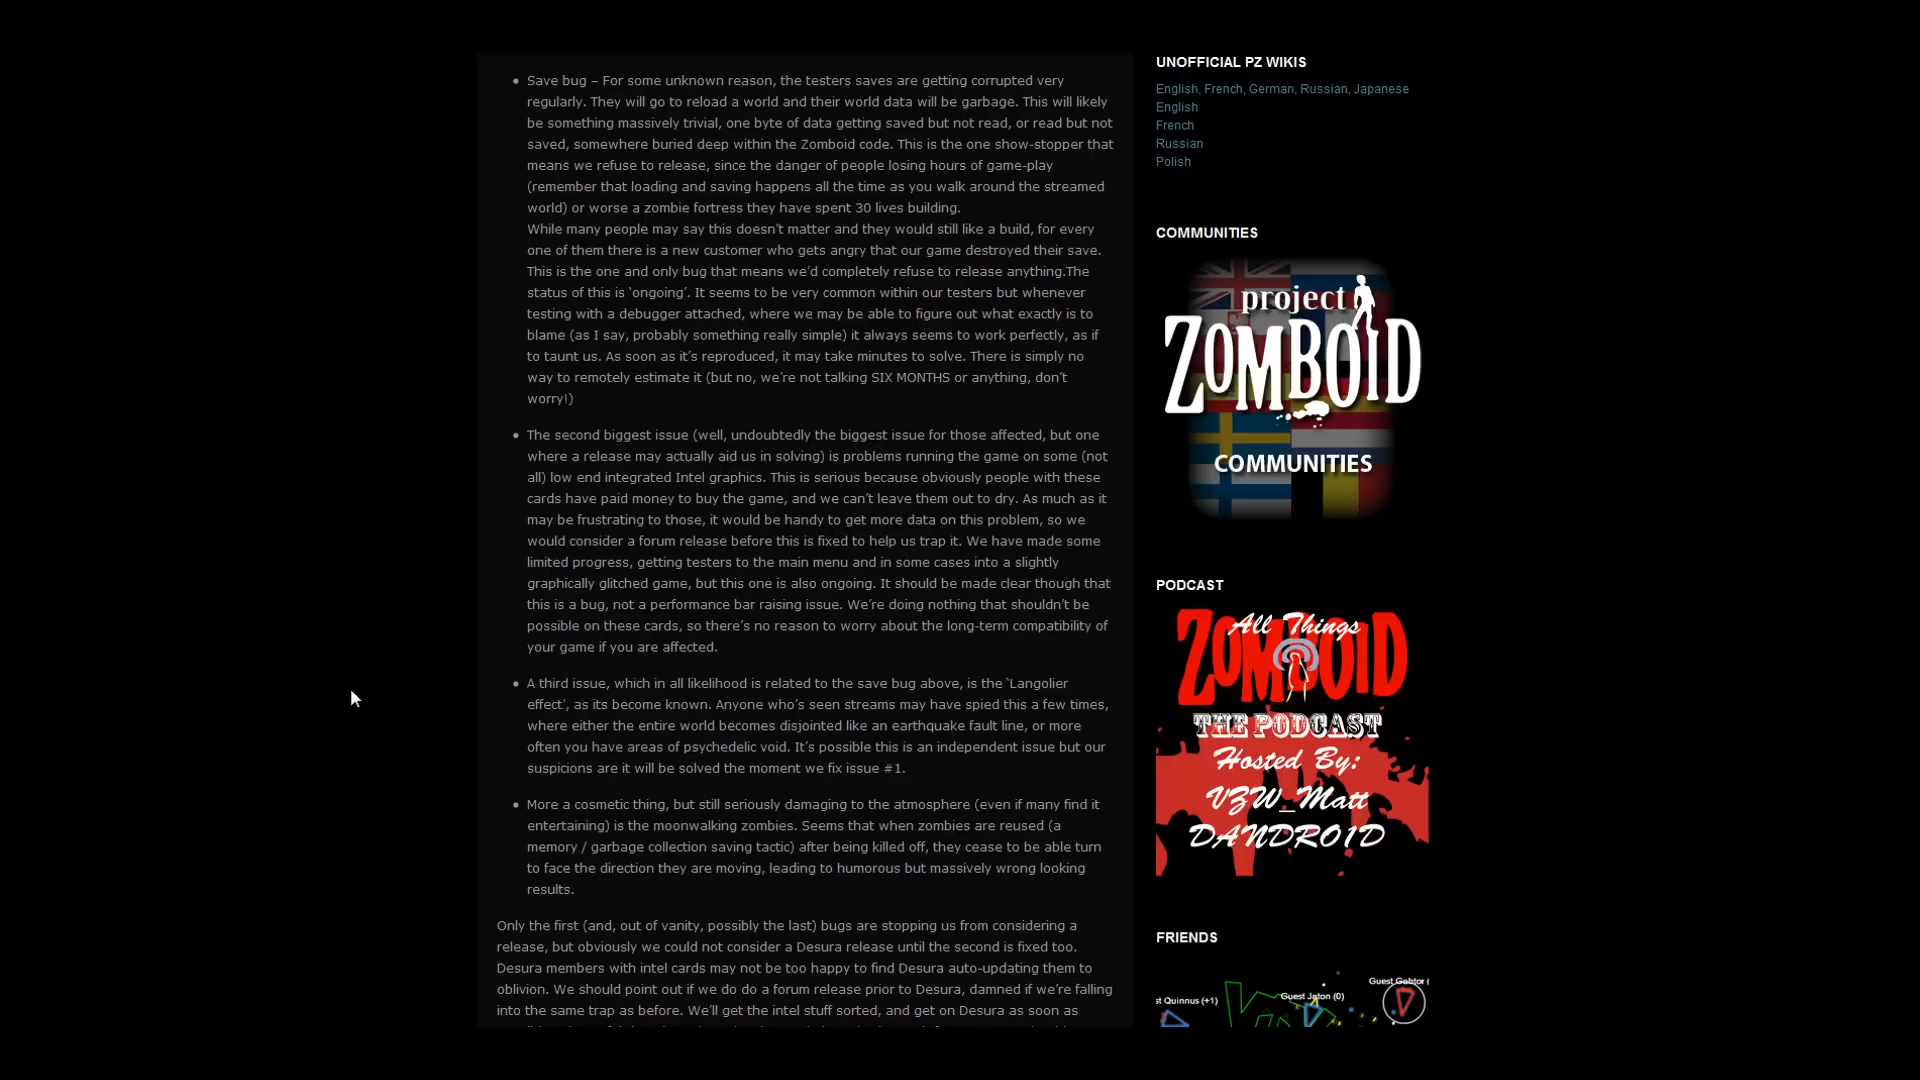 Save bug – For some unknown reason, the testers saves are getting corrupted very
regularly. They will go to reload a world and their world data will be garbage. This will likely
be something massively trivial, one byte of data getting saved but not read, or read but not
saved, somewhere buried deep within the Zomboid code. This is the one show-stopper that
means we refuse to release, since the danger of people losing hours of game-play
(remember that loading and saving happens all the time as you walk around the streamed
world) or worse a zombie fortress they have spent 30 lives building.
While many people may say this doesn’t matter and they would still like a build, for every
one of them there is a new customer who gets angry that our game destroyed their save.
This is the one and only bug that means we’d completely refuse to release anything.The
status of this is ‘ongoing’. It seems to be very common within our testers but whenever
testing with a debugger attached, where we may be able to figure out what exactly is to
blame (as I say, probably something really simple) it always seems to work perfectly, as if
to taunt us. As soon as it’s reproduced, it may take minutes to solve. There is simply no
way to remotely estimate it (but no, we’re not talking SIX MONTHS or anything, don’t
worry!)
The second biggest issue (well, undoubtedly the biggest issue for those affected, but one
where a release may actually aid us in solving) is problems running the game on some (not
all) low end integrated Intel graphics. This is serious because obviously people with these
cards have paid money to buy the game, and we can’t leave them out to dry. As much as it
may be frustrating to those, it would be handy to get more data on this problem, so we
would consider a forum release before this is fixed to help us trap it. We have made some
limited progress, getting testers to the main menu and in some cases into a slightly
graphically glitched game, but this one is also ongoing. It should be made clear though that
this is a bug, not a performance bar raising issue. We’re doing nothing that shouldn’t be
possible on these cards, so there’s no reason to worry about the long-term compatibility of
your game if you are affected.
A third issue, which in all likelihood is related to the save bug above, is the ‘Langolier
effect’, as its become known. Anyone who’s seen streams may have spied this a few times,
where either the entire world becomes disjointed like an earthquake fault line, or more
often you have areas of psychedelic void. It’s possible this is an independent issue but our
suspicions are it will be solved the moment we fix issue #1.
More a cosmetic thing, but still seriously damaging to the atmosphere (even if many find it
entertaining) is the moonwalking zombies. Seems that when zombies are reused (a
memory / garbage collection saving tactic) after being killed off, they cease to be able turn
to face the direction they are moving, leading to humorous but massively wrong looking
results.
Only the first (and, out of vanity, possibly the last) bugs are stopping us from considering a
release, but obviously we could not consider a Desura release until the second is fixed too.
Desura members with intel cards may not be too happy to find Desura auto-updating them to
oblivion. We should point out if we do do a forum release prior to Desura, damned if we’re falling
into the same trap as before. We’ll get the intel stuff sorted, and get on Desura as soon as
UNOFFICIAL PZ WIKIS
English, French, German, Russian, Japanese
English
French
Russian
Polish
COMMUNITIES
project
ZOMBOID
COMMUNITIES
PODCAST
All Things
ZOMBOID
THE PODCAST
Hosted By:
VZW_Matt
DANDRO1D
FRIENDS
st Quinnus (+1)
Guest Jaton (0)
Guest